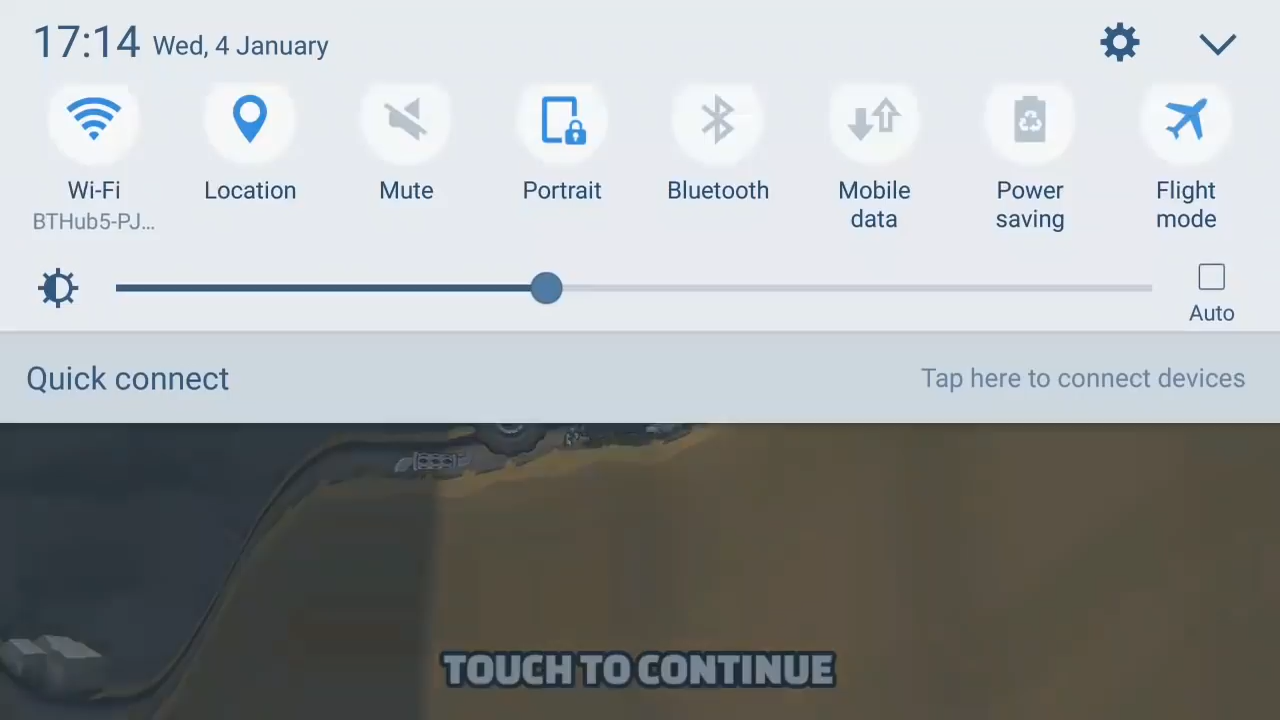 17:14 Wed, 4 January
Wi-Fi Location Mute Portrait Bluetooth Mobile data Power saving Flight mode
BTHub5-PJ...
Auto
Quick connect Tap here to connect devices
TOUCH TO CONTINUE